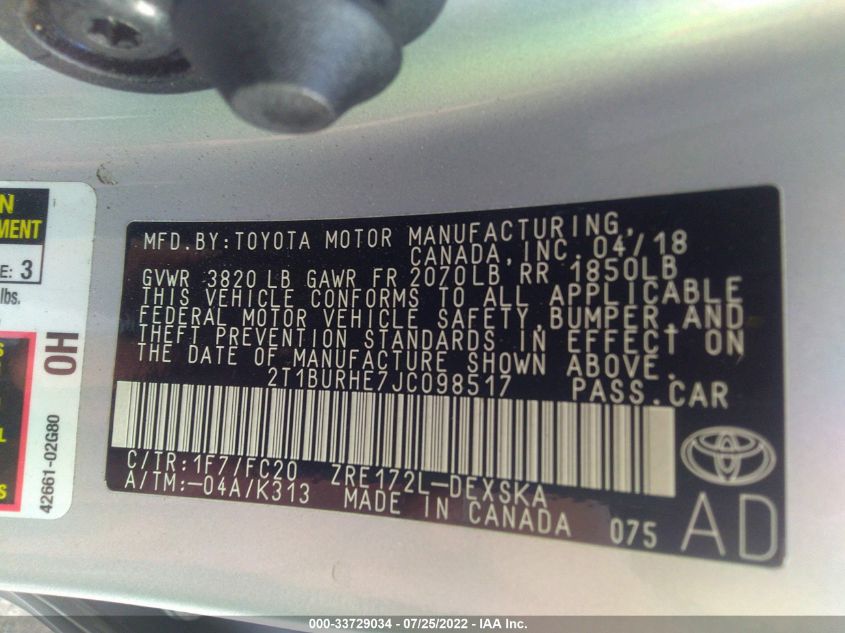 N
MENT
E: 3
lbs.
S
L
S
OH
42661-02G80
MFD.BY:TOYOTA MOTOR MANUFACTURING,
CANADA, INC. 04/18
GVWR 3820 LB GAWR FR 2070LB, RR 1850LB
THIS VEHICLE CONFORMS TO ALL APPLICABLE
FEDERAL MOTOR VEHICLE SAFETY, BUMPER, AND
THEFT PREVENTION STANDARDS IN EFFECT ON
THE DATE OF MANUFACTURE SHOWN ABOVE.
2T1BURHE7JC098517 PASS.CAR
C/TR:1F7/FC20 ZRE172L-DEXSKA
A/TM:-04A/K313 MADE IN CANADA 075
AD
000-33729034 - 07/25/2022 - IAA Inc.